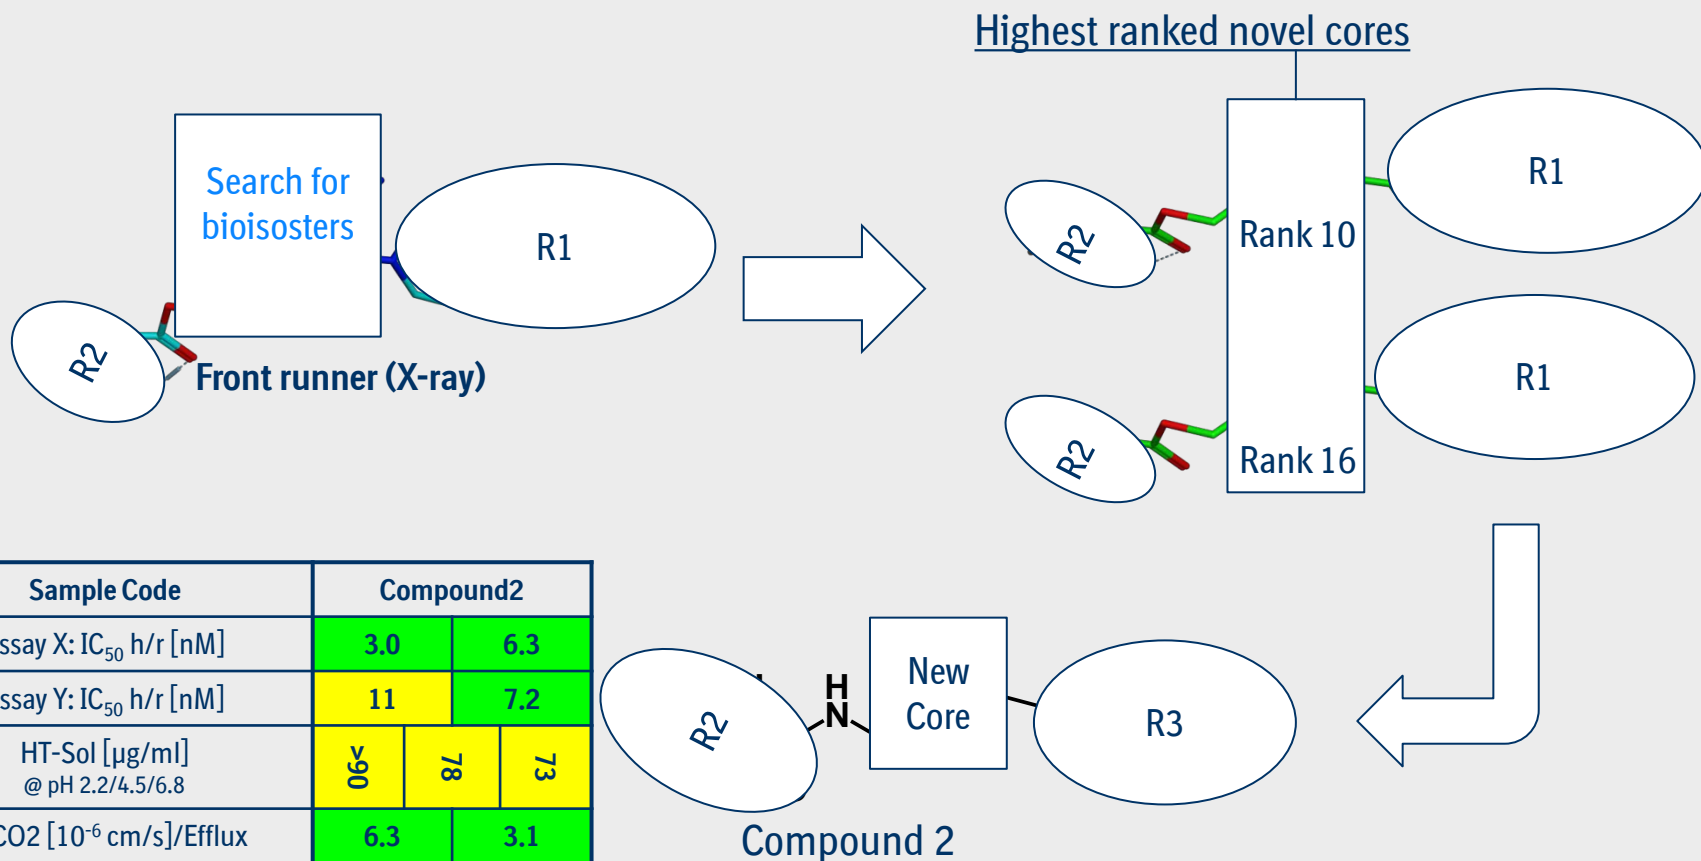 Highest ranked novel cores
Search for
bioisosters
R1
R2
Front runner (X-ray)
R1
R2
Rank 10
R1
R2
Rank 16
Sample Code Compound2
ssay X: IC50 h/r [nM] 3.0 6.3
ssay Y: IC50 h/r [nM] 11 7.2
HT-Sol [µg/ml]
@ pH 2.2/4.5/6.8
>90 78 73
CO2 [10-6 cm/s]/Efflux 6.3 3.1
R2
H
N
New
Core
R3
Compound 2